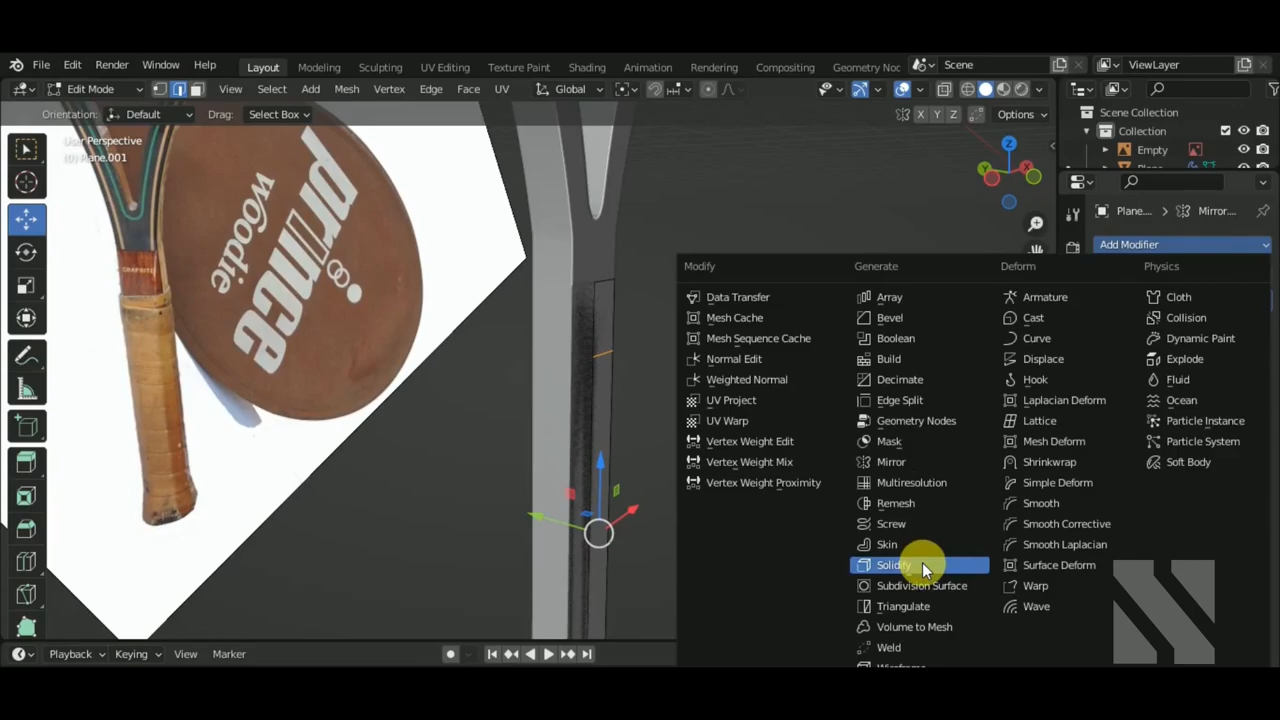 File Edit Render Window Help Layout Modeling Sculpting UV Editing Texture Paint Shading Animation Rendering Compositing Geometry Noc Scene ViewLayer
Edit Mode View Select Add Mesh Vertex Edge Face UV Global
Orientation: Default Drag: Select Box X Y Z Options Scene Collection
Collection
User Perspective
(0) Plane.001
Empty
Z
Plane... Mirror...
Add Modifier
prince
woodie
GRAPHITE
Modify Generate Deform Physics
Data Transfer Array Armature Cloth
Mesh Cache Bevel Cast Collision
Mesh Sequence Cache Boolean Curve Dynamic Paint
Normal Edit Build Displace Explode
Weighted Normal Decimate Hook Fluid
UV Project Edge Split Laplacian Deform Ocean
UV Warp Geometry Nodes Lattice Particle Instance
Vertex Weight Edit Mask Mesh Deform Particle System
Vertex Weight Mix Mirror Shrinkwrap Soft Body
Vertex Weight Proximity Multiresolution Simple Deform
Remesh Smooth
Screw Smooth Corrective
Skin Smooth Laplacian
Solidify Surface Deform
Subdivision Surface Warp
Triangulate Wave
Volume to Mesh
Weld
Wireframe
Playback Keying View Marker